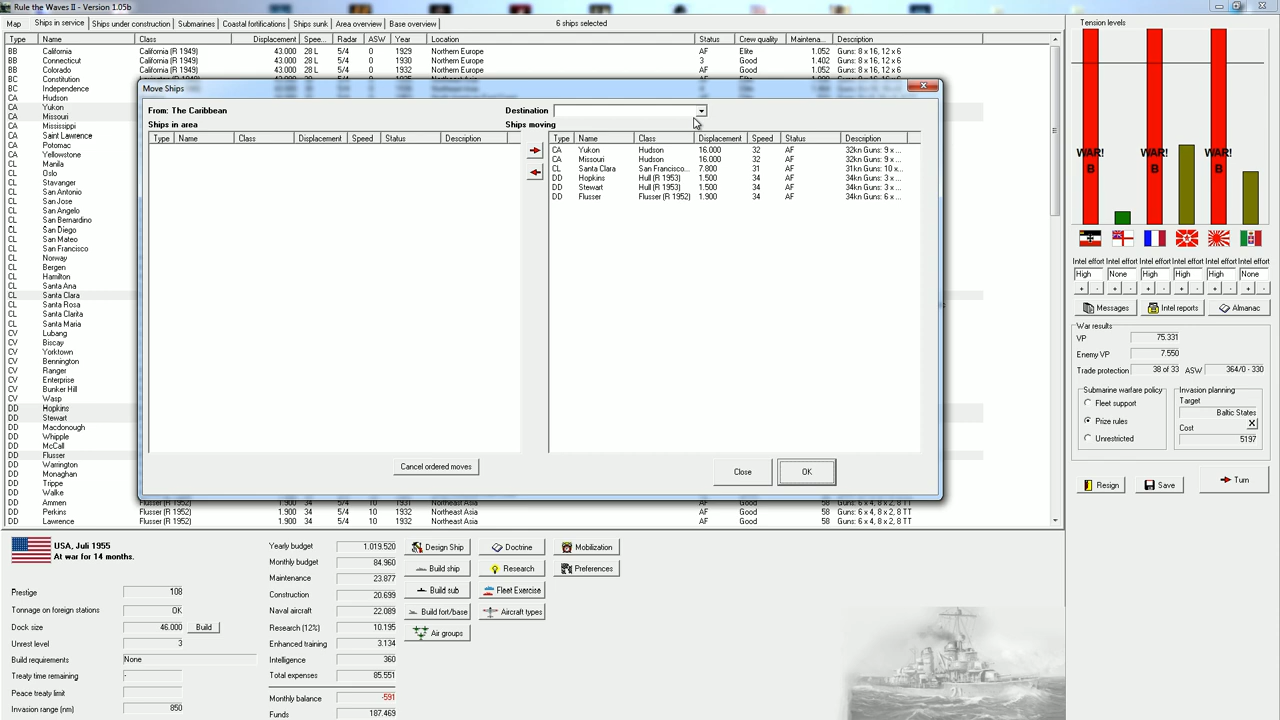 Rule the Waves II - Version 1.05b
Map Ships in service Ships under construction Submarines Coastal fortifications Ships sunk Area overview Base overview 6 ships selected
Type Name Class Displacement Spee... Radar ASW Year Location Status Crew quality Maintena... Description
BB California California (R 1949) 43.000 28 L 5/4 0 1929 Northern Europe AF Elite 1.052 Guns: 8 x 16, 12 x 6
BB Connecticut California (R 1949) 43.000 28 L 5/4 0 1930 Northern Europe 3 Good 1.402 Guns: 8 x 16, 12 x 6
BB Colorado California (R 1949) 43.000 28 L 5/4 0 1932 Northern Europe AF Good 1.052 Guns: 8 x 16, 12 x 6
BC Constitution
BC Independence
CA Hudson
CA Yukon
CA Missouri
CA Mississippi
CA Saint Lawrence
CA Potomac
CA Yellowstone
CL Manila
CL Oslo
CL Stavanger
CL San Antonio
CL San Jose
CL San Angelo
CL San Bernardino
CL San Diego
CL San Mateo
CL San Francisco
CL Norway
CL Bergen
CL Hamilton
CL Santa Ana
CL Santa Clara
CL Santa Rosa
CL Santa Clarita
CL Santa Maria
CV Lubang
CV Biscay
CV Yorktown
CV Bennington
CV Ranger
CV Enterprise
CV Bunker Hill
CV Wasp
DD Hopkins
DD Stewart
DD Macdonough
DD Whipple
DD McCall
DD Flusser
DD Warrington
DD Monaghan
DD Trippe
DD Walke
DD Ammen Flusser (R 1952) 1.900 34 5/4 10 1932 Northeast Asia AF Good 58 Guns: 6 x 4, 8 x 2, 8 TT
DD Perkins Flusser (R 1952) 1.900 34 5/4 10 1932 Northeast Asia AF Good 58 Guns: 6 x 4, 8 x 2, 8 TT
DD Lawrence Flusser (R 1952) 1.900 34 5/4 10 1932 Northeast Asia AF Good 58 Guns: 6 x 4, 8 x 2, 8 TT
Move Ships
From: The Caribbean
Destination
Ships in area
Ships moving
Type Name Class Displacement Speed Status Description
Type Name Class Displacement Speed Status Description
CA Yukon Hudson 16.000 32 AF 32kn Guns: 9 x ...
CA Missouri Hudson 16.000 32 AF 32kn Guns: 9 x ...
CL Santa Clara San Francisco... 7.800 31 AF 31kn Guns: 10 x...
DD Hopkins Hull (R 1953) 1.500 34 AF 34kn Guns: 3 x ...
DD Stewart Hull (R 1953) 1.500 34 AF 34kn Guns: 3 x ...
DD Flusser Flusser (R 1952) 1.900 34 AF 34kn Guns: 6 x ...
Cancel ordered moves
Close
OK
Tension levels
WAR! WAR! WAR!
B B B
Intel effort Intel effort Intel effort Intel effort Intel effort Intel effort
High None High High High None
+ - + - + - + - + - + -
Messages Intel reports Almanac
War results
VP 75.331
Enemy VP 7.550
Trade protection 38 of 33 ASW 364/0 - 330
Submarine warfare policy
Fleet support
Prize rules
Unrestricted
Invasion planning
Target
Baltic States
Cost X
5197
Resign Save Turn
USA, Juli 1955
At war for 14 months.
Prestige 108
Tonnage on foreign stations OK
Dock size 46.000 Build
Unrest level 3
Build requirements None
Treaty time remaining -
Peace treaty limit
Invasion range (nm) 850
Yearly budget 1.019.520
Monthly budget 84.960
Maintenance 23.877
Construction 20.699
Naval aircraft 22.089
Research (12%) 10.195
Enhanced training 3.134
Intelligence 360
Total expenses 85.551
Monthly balance -591
Funds 187.469
Design Ship Doctrine Mobilization
Build ship Research Preferences
Build sub Fleet Exercise
Build fort/base Aircraft types
Air groups